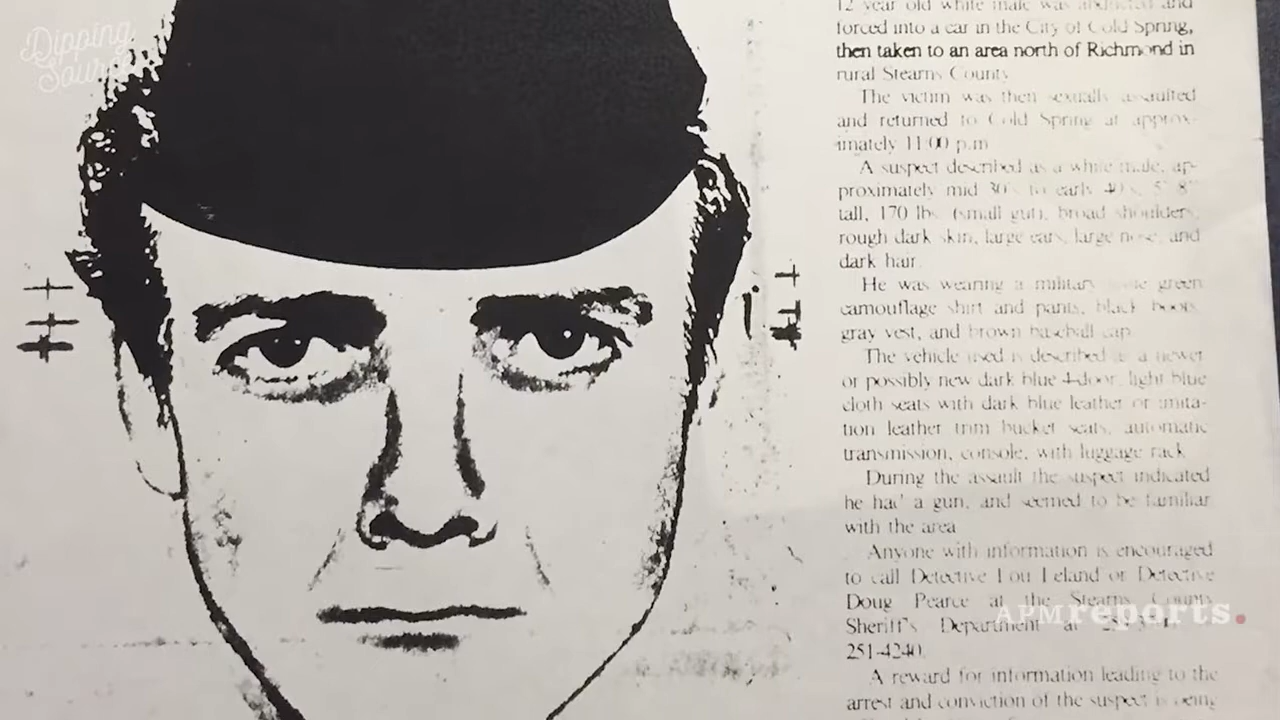 Dipping
12 year old white male was abducted and
forced into a car in the City of Cold Spring,
then taken to an area north of Richmond in
rural Stearns County
The victim was then sexually assaulted
and returned to Cold Spring at approx-
imately 11:00 p.m
A suspect described as a white male, ap-
proximately mid 30's to early 40's, 5' 8"
tall, 170 lbs. (small gut), broad shoulders,
rough dark skin, large ears, large nose, and
dark hair.
He was wearing a military style green
camouflage shirt and pants, black boots,
gray vest, and brown baseball cap.
The vehicle used is described as a newer
or possibly new dark blue 4-door, light blue
cloth seats with dark blue leather or imita-
tion leather trim bucket seats, automatic
transmission, console, with luggage rack
During the assault the suspect indicated
he had a gun, and seemed to be familiar
with the area
Anyone with information is encouraged
to call Detective Lou Leland or Detective
Doug Pearce at the Stearns County
Sheriff's Department at
251-4240.
APMreports.
A reward for information leading to the
arrest and conviction of the suspect is being